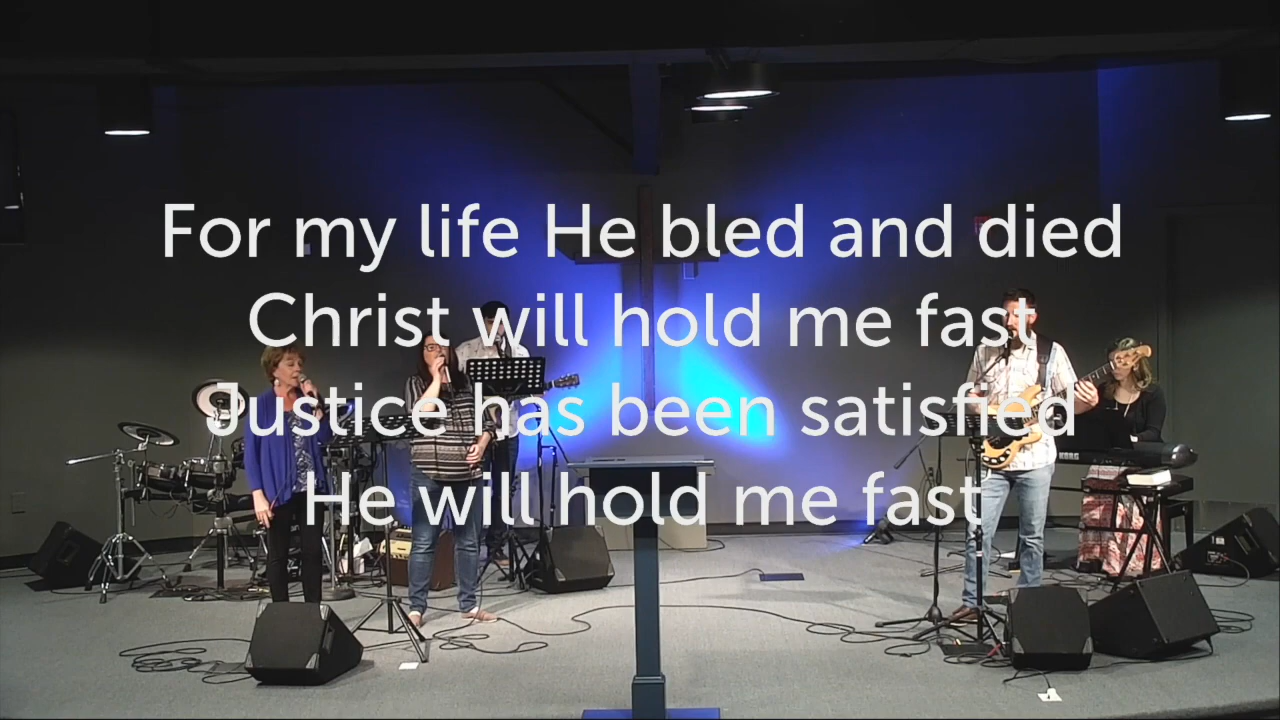 For my life He bled and died
Christ will hold me fast
Justice has been satisfied
He will hold me fast
KORG